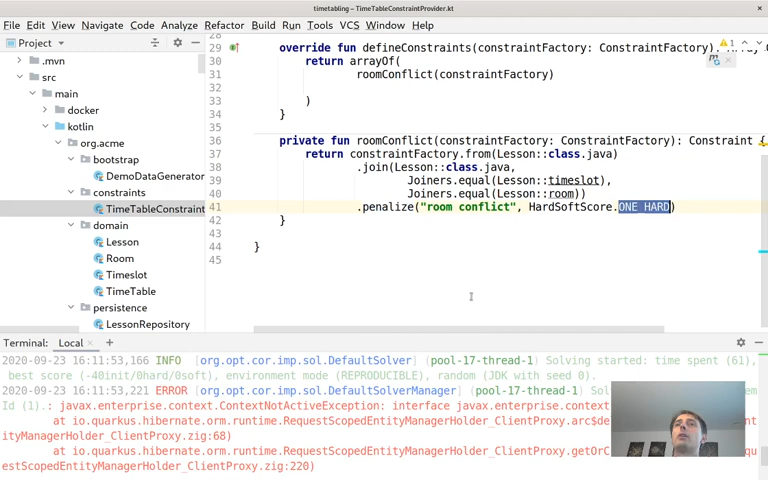 timetabling – TimeTableConstraintProvider.kt
File Edit View Navigate Code Analyze Refactor Build Run Tools VCS Window Help
Project
.mvn
src
main
docker
kotlin
org.acme
bootstrap
DemoDataGenerator
constraints
TimeTableConstraint
domain
Lesson
Room
Timeslot
TimeTable
persistence
LessonRepository
28
29 override fun defineConstraints(constraintFactory: ConstraintFactory):
30 return arrayOf(
31 roomConflict(constraintFactory)
32
33 )
34 }
35
36 private fun roomConflict(constraintFactory: ConstraintFactory): Constraint {
37 return constraintFactory.from(Lesson::class.java)
38 .join(Lesson::class.java,
39 Joiners.equal(Lesson::timeslot),
40 Joiners.equal(Lesson::room))
41 .penalize("room conflict", HardSoftScore.ONE_HARD)
42 }
43
44 }
45
1
Terminal: Local +
2020-09-23 16:11:53,166 INFO [org.opt.cor.imp.sol.DefaultSolver] (pool-17-thread-1) Solving started: time spent (61),
best score (-40init/0hard/0soft), environment mode (REPRODUCIBLE), random (JDK with seed 0).
2020-09-23 16:11:53,221 ERROR [org.opt.cor.imp.sol.DefaultSolverManager] (pool-17-thread-1) Sol
Id (1).: javax.enterprise.context.ContextNotActiveException: interface javax.enterprise.context
at io.quarkus.hibernate.orm.runtime.RequestScopedEntityManagerHolder_ClientProxy.arc$de
ityManagerHolder_ClientProxy.zig:68)
at io.quarkus.hibernate.orm.runtime.RequestScopedEntityManagerHolder_ClientProxy.getOrC
uestScopedEntityManagerHolder_ClientProxy.zig:220)